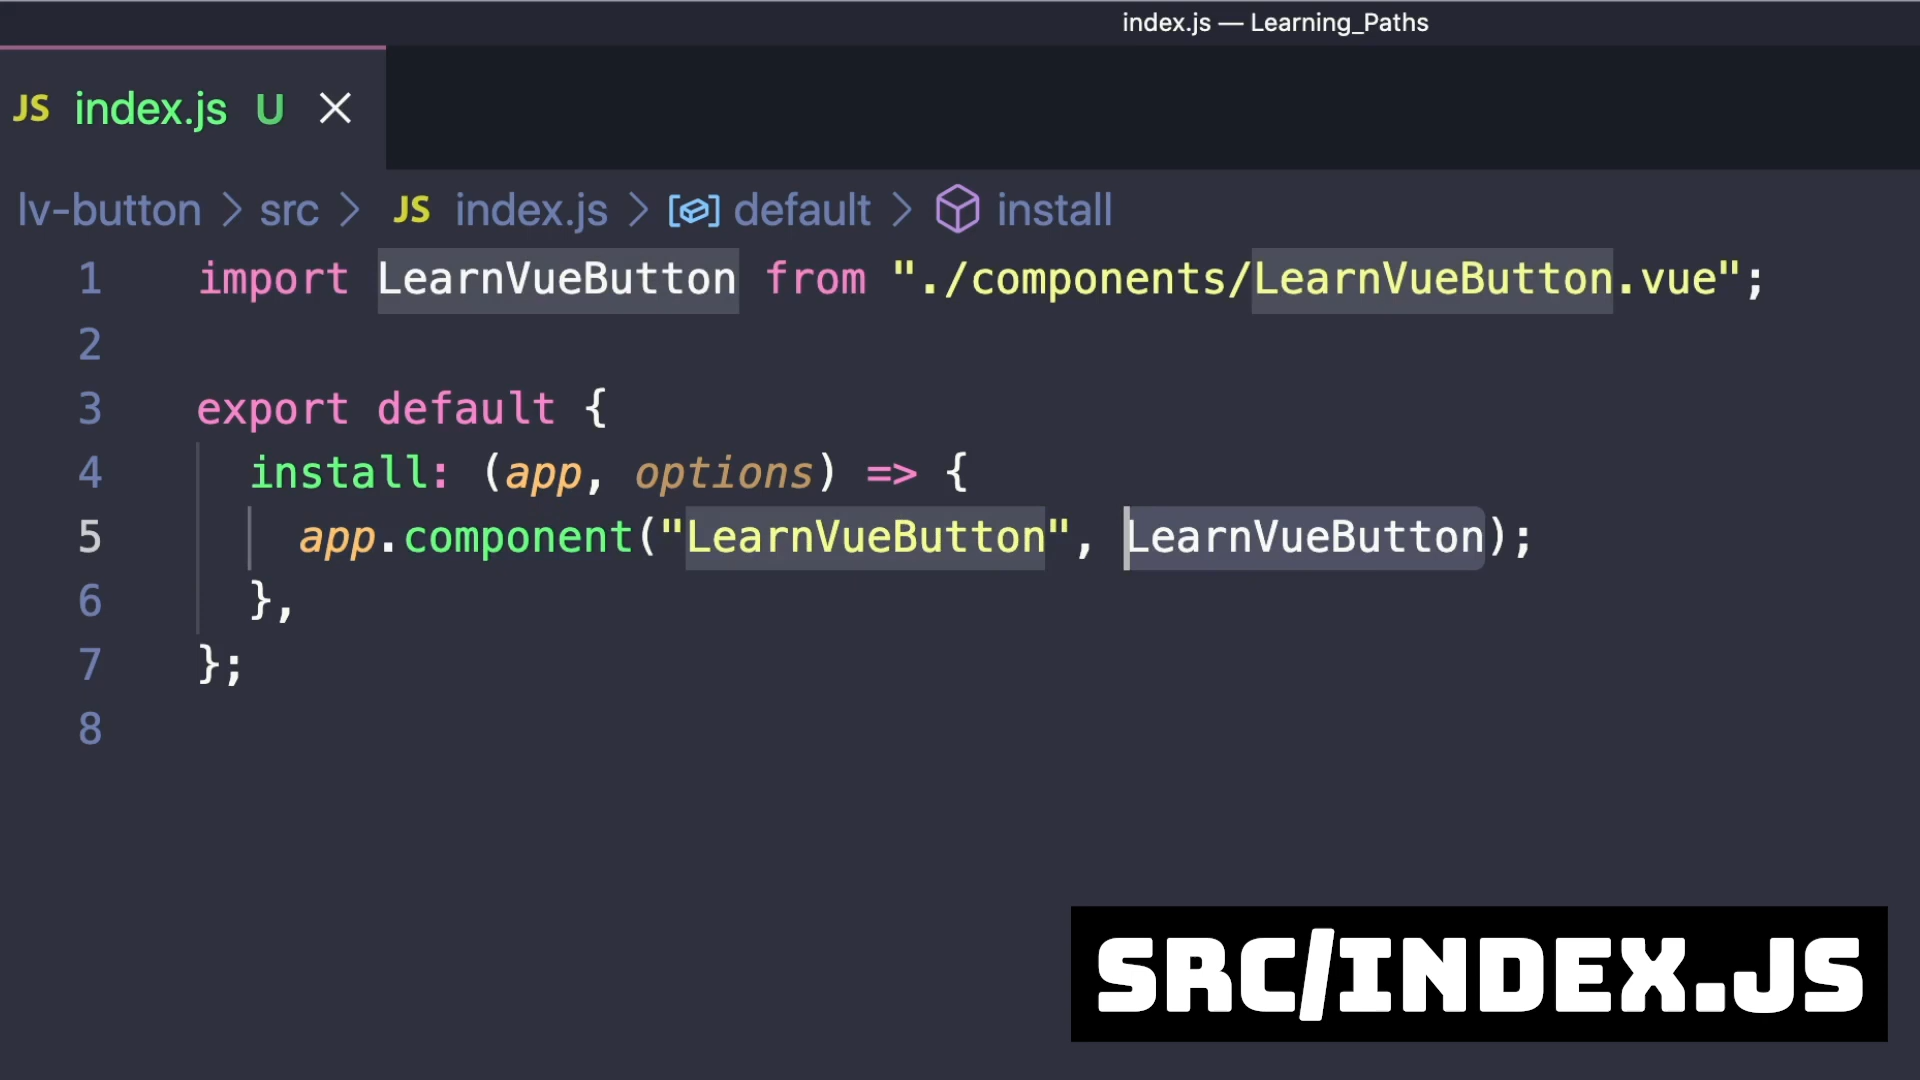 index.js — Learning_Paths
JS index.js U
lv-button > src > JS index.js > default > install
1 import LearnVueButton from "./components/LearnVueButton.vue";
2
3 export default {
4 install: (app, options) => {
5 app.component("LearnVueButton", LearnVueButton);
6 },
7 };
8
SRC/INDEX.JS